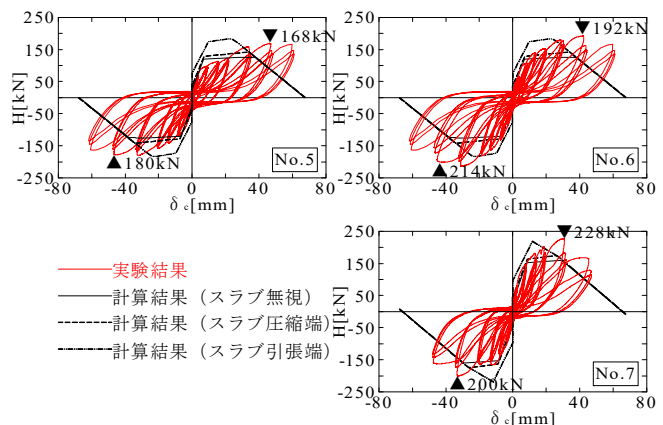 250
150
50
-50
-150
-250
H[kN]
168kN
180kN
No.5
-80 -40 0 40 80
δc[mm]
250
150
50
-50
-150
-250
H[kN]
192kN
214kN
No.6
-80 -40 0 40 80
δc[mm]
実験結果
計算結果（スラブ無視）
計算結果（スラブ圧縮端）
計算結果（スラブ引張端）
250
150
50
-50
-150
-250
H[kN]
228kN
200kN
No.7
-80 -40 0 40 80
δc[mm]